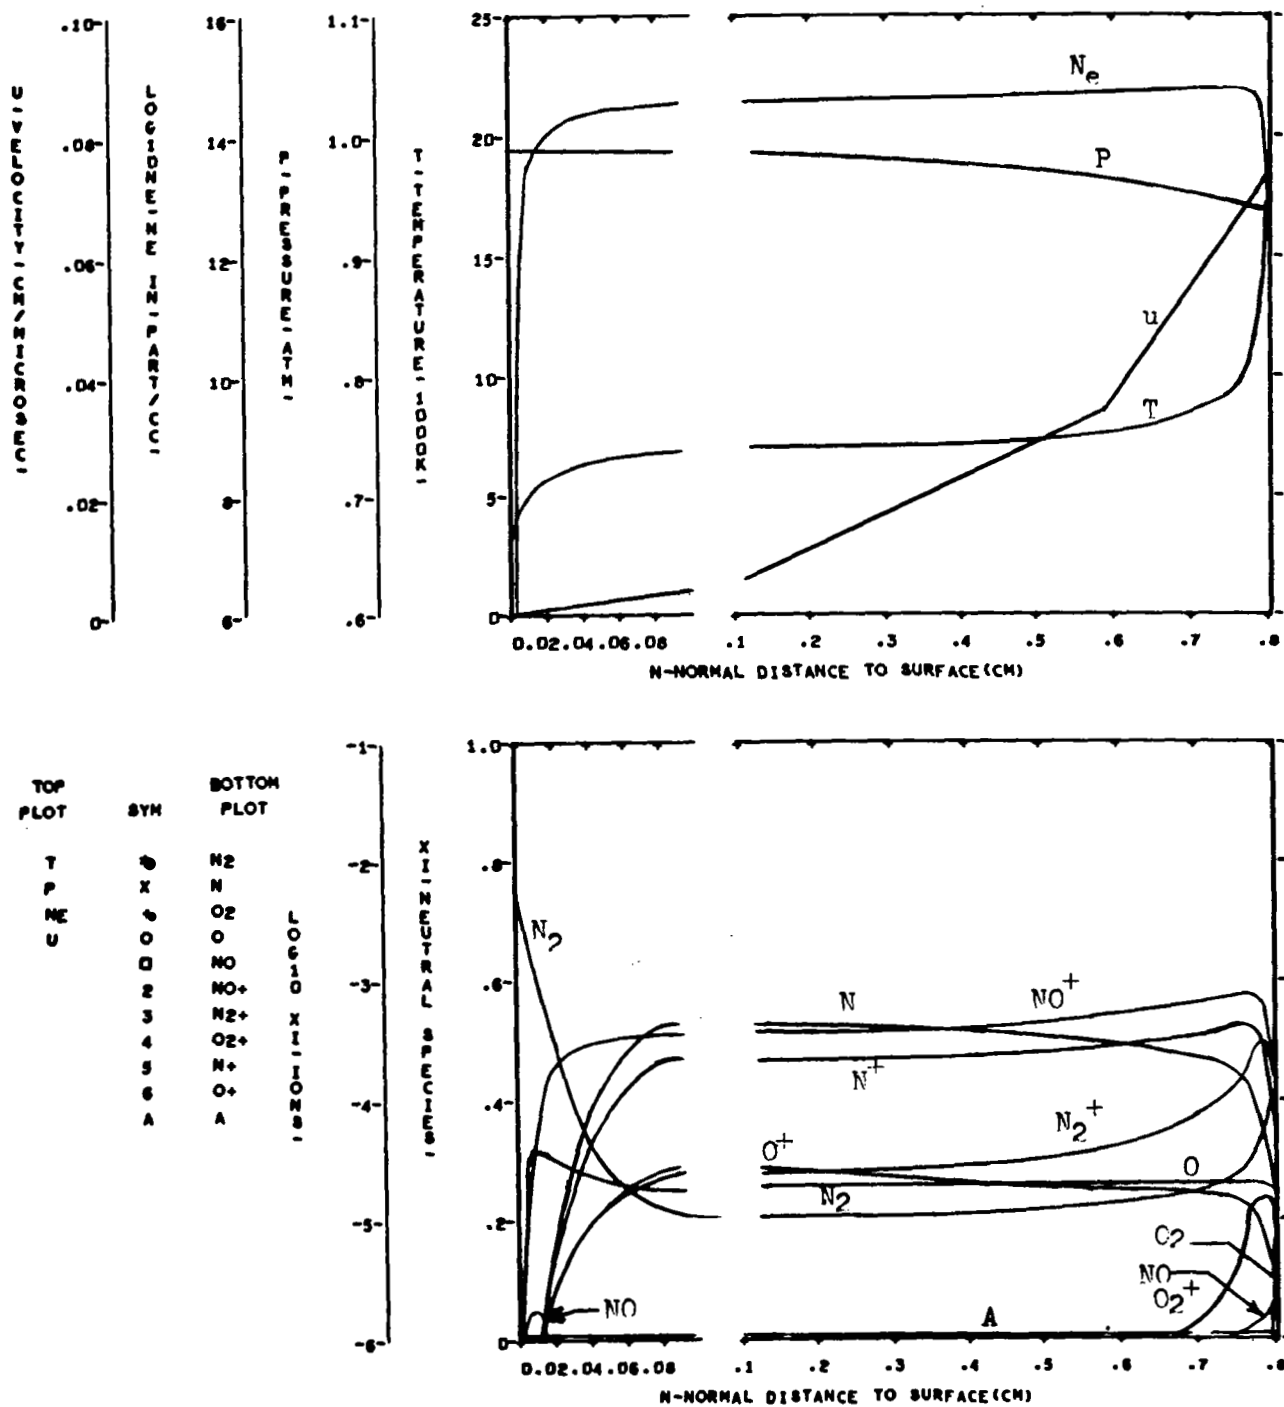 .10-
.08-
.06-
.04-
.02-
0-
U-VELOCITY-CM/MICROSEC-
16-
14-
12-
10-
8-
6-
LOG10NE-NE IN-PART/CC-
1.1-
1.0-
.9-
.8-
.7-
.6-
P-PRESSURE-ATM-
25-
20-
15-
10-
5-
0-
T-TEMPERATURE-1000K-
Ne
P
u
T
0.02.04.06.08 .1 .2 .3 .4 .5 .6 .7 .8
N-NORMAL DISTANCE TO SURFACE(CM)
TOP PLOT SYM BOTTOM PLOT
T N2
P X N
NE O2
U O O
□ NO
2 NO+
3 N2+
4 O2+
5 N+
6 O+
A A
-1-
-2-
-3-
-4-
-5-
-6-
LOG10 XI-IONS-
1.0-
.8-
.6-
.4-
.2-
0-
XI-NEUTRAL SPECIES-
N2
N
NO+
N+
N2+
O+
O
N2
O2
NO
O2+
NO
A
0.02.04.06.08 .1 .2 .3 .4 .5 .6 .7 .8
N-NORMAL DISTANCE TO SURFACE(CM)